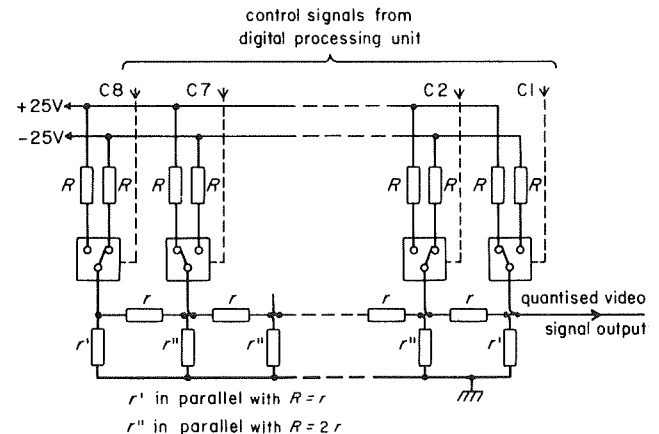 control signals from
digital processing unit
C8 C7 C2 C1
+25V
-25V
R R R R R R R R
r r r r
quantised video
signal output
r' r" r" r" r'
r' in parallel with R = r
r" in parallel with R = 2 r